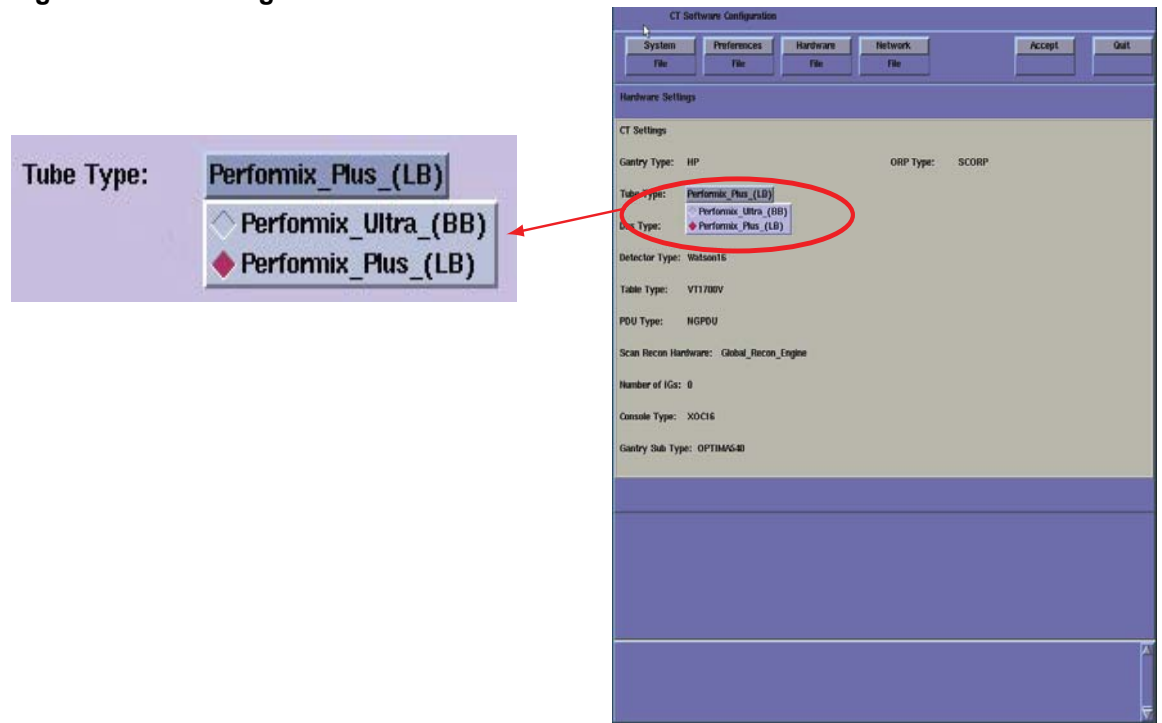 CT Software Configuration
System Preferences Hardware Network Accept Quit
File File File File
Hardware Settings
CT Settings
Gantry Type: HP ORP Type: SCORP
Tube Type: Performix_Plus_(LB)
Performix_Ultra_(BB)
Performix_Plus_(LB)
Type:
Detector Type: Watson16
Table Type: VT1700V
PDU Type: NGPDU
Scan Recon Hardware: Global_Recon_Engine
Number of IGs: 0
Console Type: XOC16
Gantry Sub Type: OPTIMA540
Tube Type: Performix_Plus_(LB)
Performix_Ultra_(BB)
Performix_Plus_(LB)